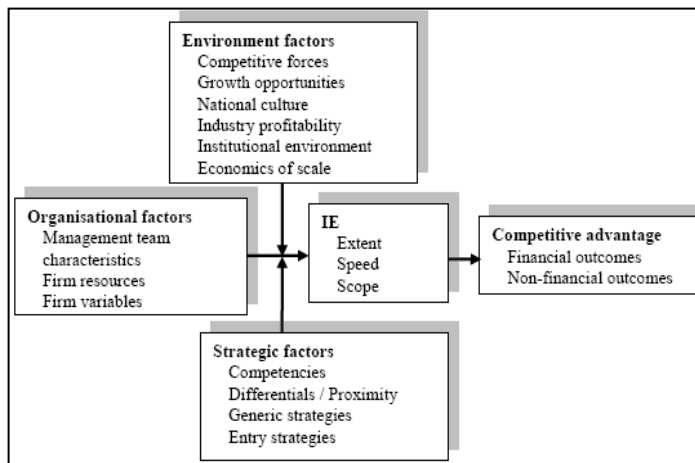 Environment factors
Competitive forces
Growth opportunities
National culture
Industry profitability
Institutional environment
Economics of scale
Organisational factors
Management team
characteristics
Firm resources
Firm variables
IE
Extent
Speed
Scope
Competitive advantage
Financial outcomes
Non-financial outcomes
Strategic factors
Competencies
Differentials / Proximity
Generic strategies
Entry strategies